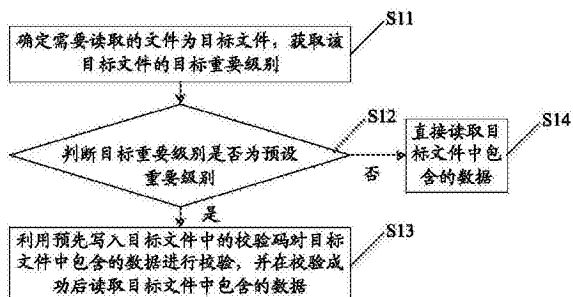 确定需要读取的文件为目标文件，获取该
目标文件的目标重要级别
S11
判断目标重要级别是否为预设
重要级别
S12
否
直接读取目
标文件中包
含的数据
S14
是
利用预先写入目标文件中的校验码对目标
文件中包含的数据进行校验，并在校验成
功后读取目标文件中包含的数据
S13